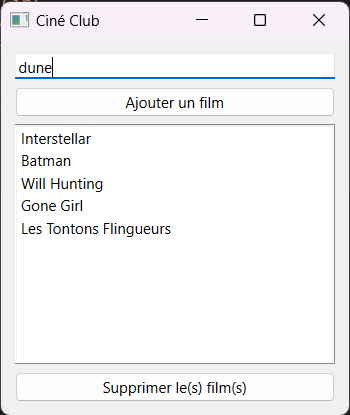 Ciné Club
dune
Ajouter un film
Interstellar
Batman
Will Hunting
Gone Girl
Les Tontons Flingueurs
Supprimer le(s) film(s)